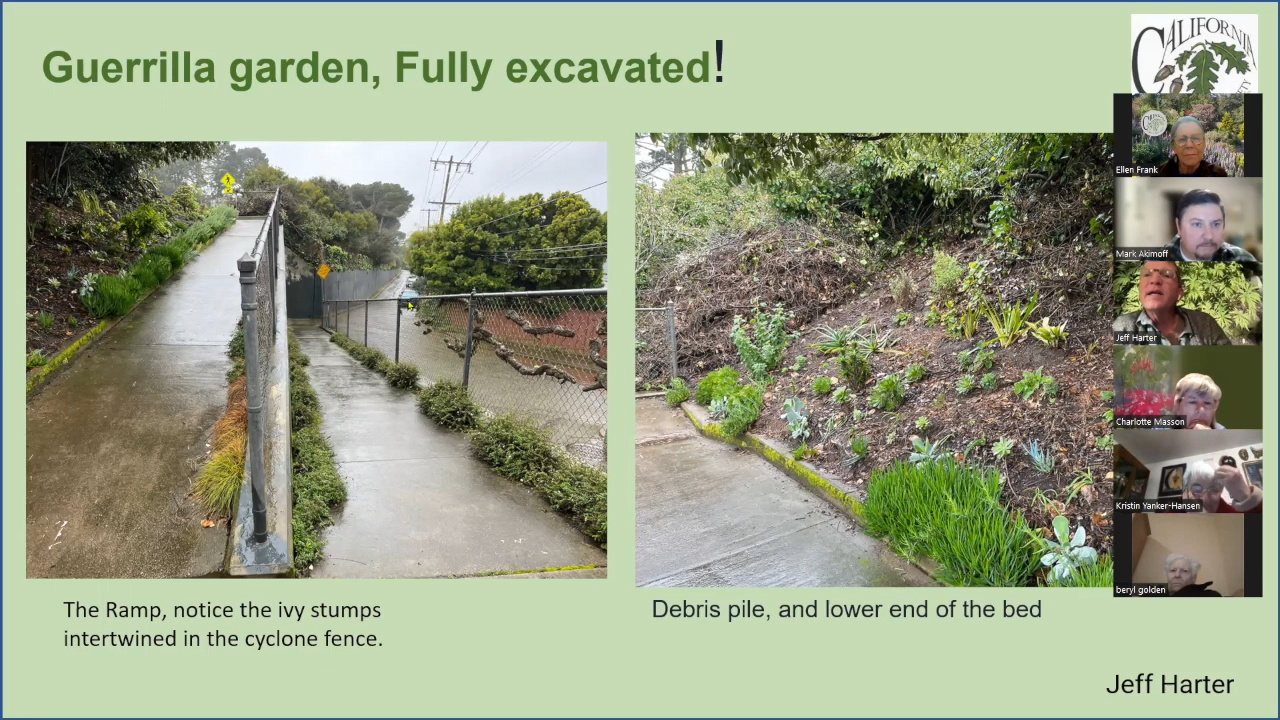 Guerrilla garden, Fully excavated!
CALIFORNIA
Ellen Frank
Mark Akimoff
Jeff Harter
Charlotte Masson
Kristin Yanker-Hansen
beryl golden
The Ramp, notice the ivy stumps
intertwined in the cyclone fence.
Debris pile, and lower end of the bed
Jeff Harter